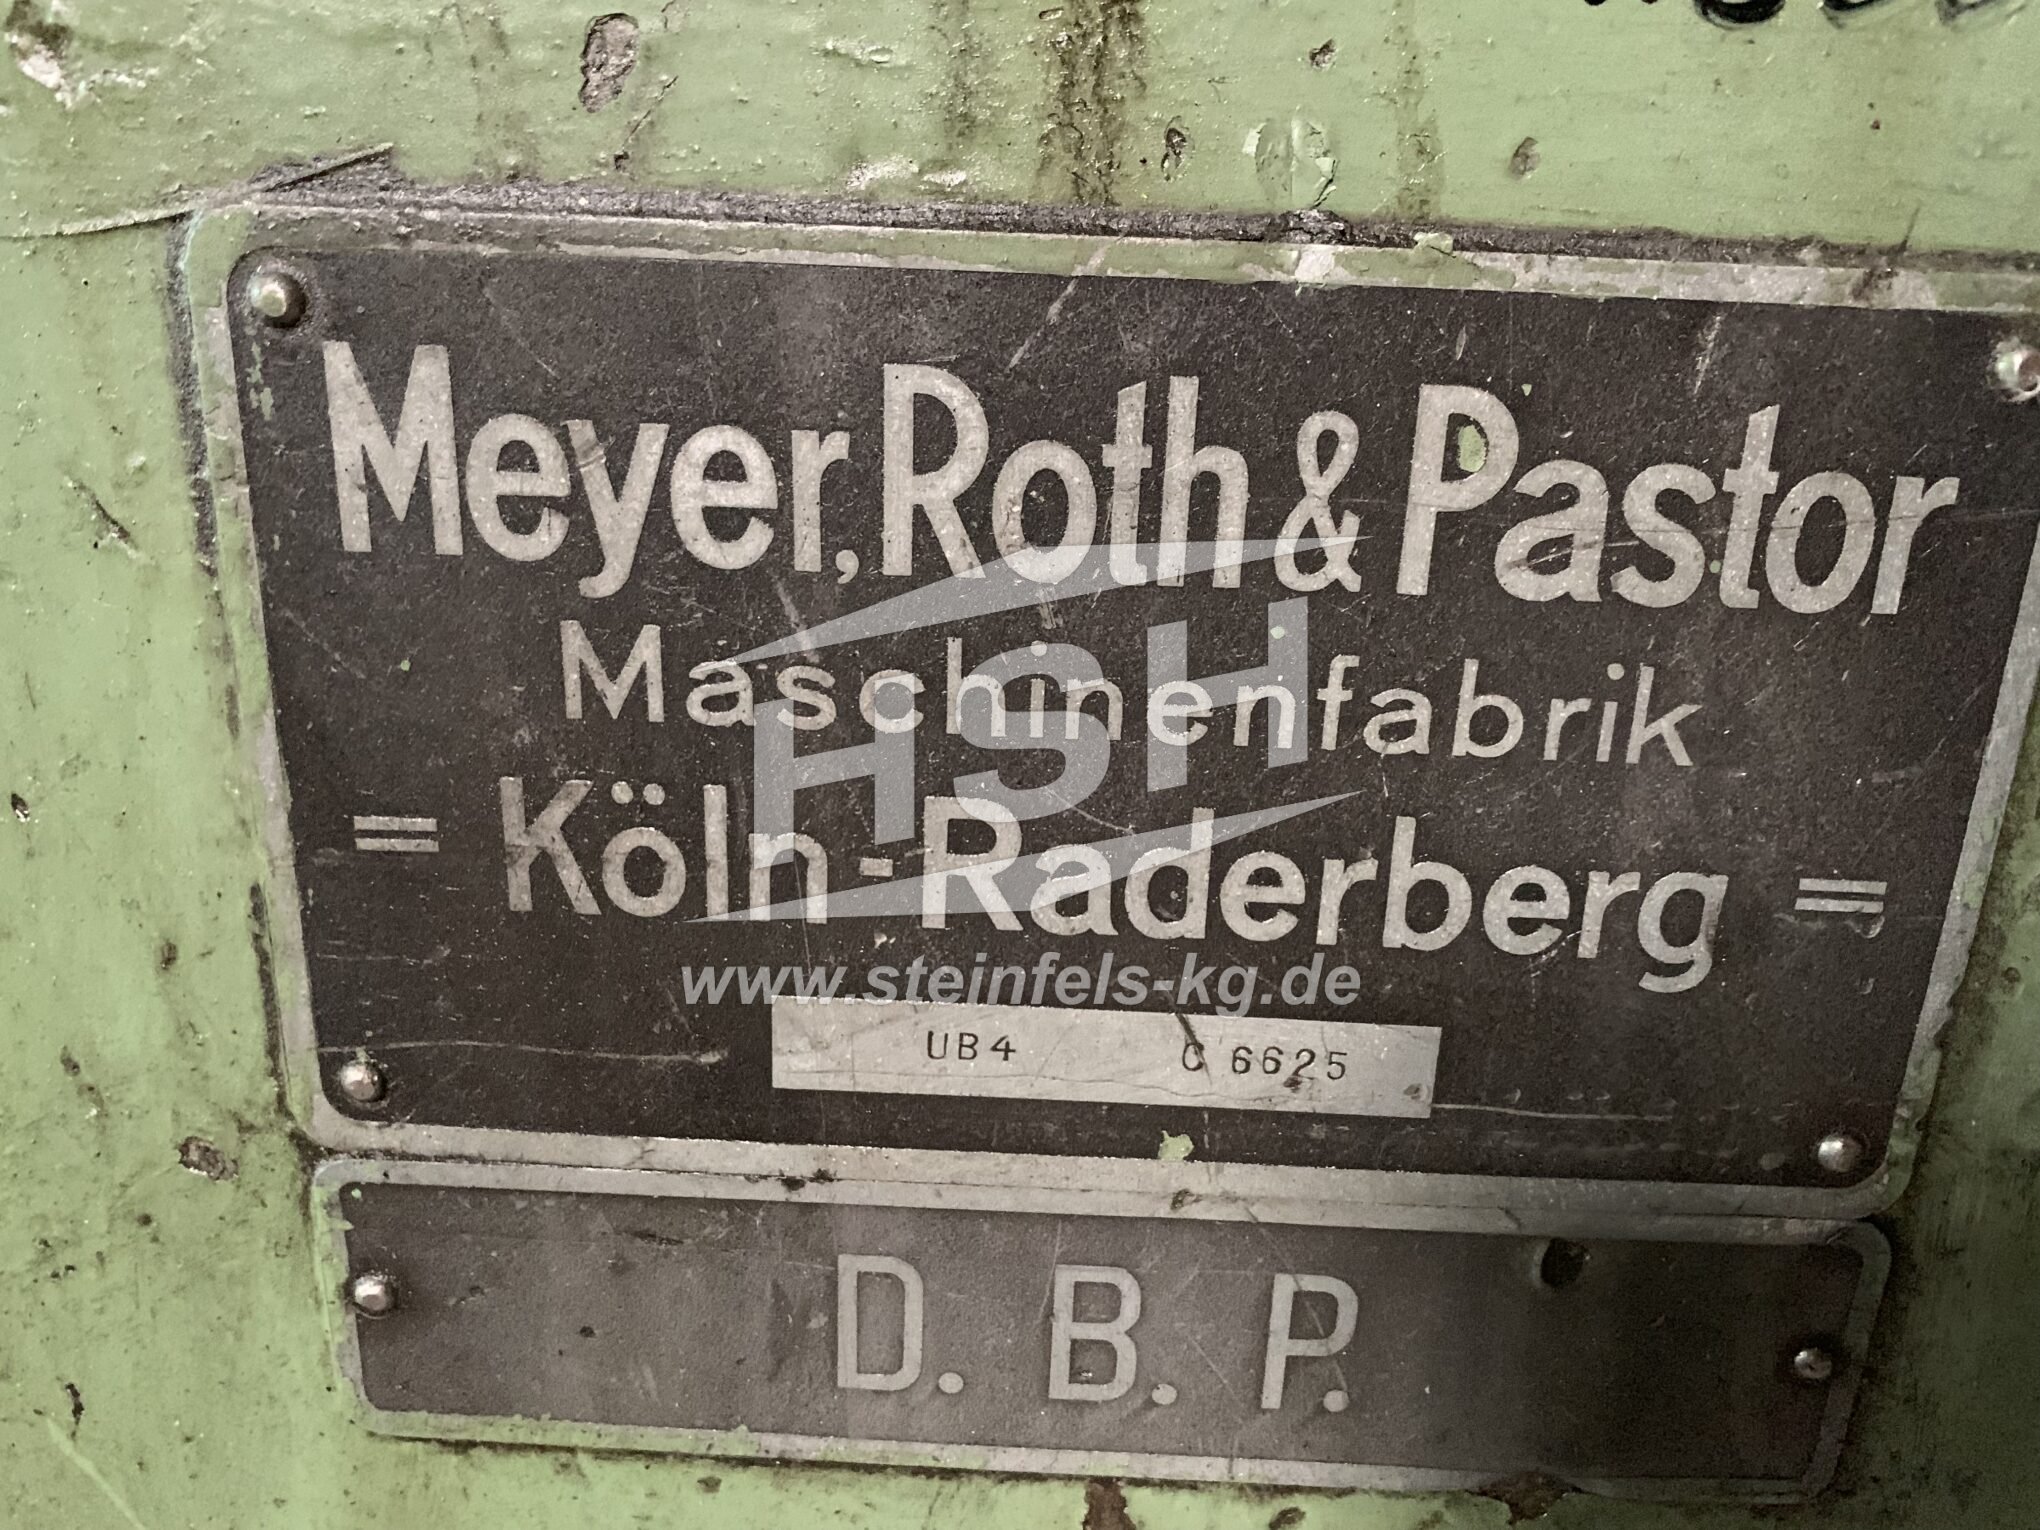 Meyer, Roth & Pastor
Maschinenfabrik
= Köln-Raderberg =
HSH
www.steinfels-kg.de
UB4 C 6625
D. B. P.